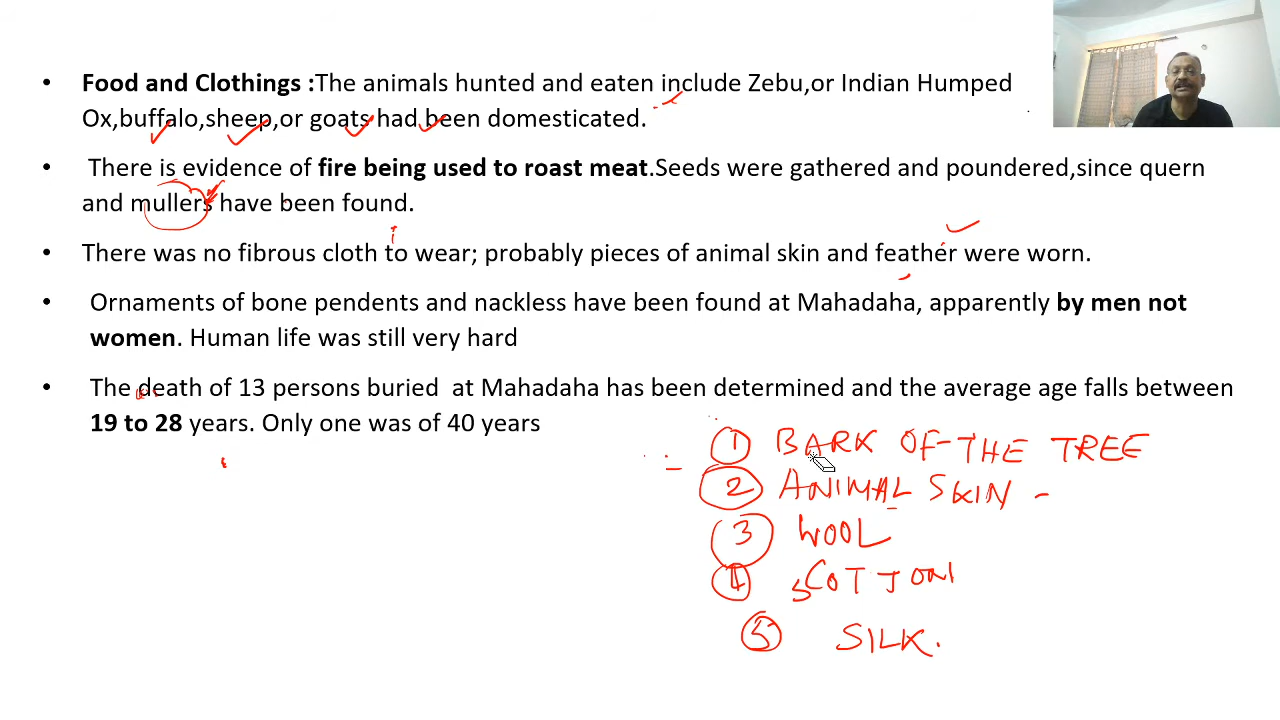 • Food and Clothings :The animals hunted and eaten include Zebu,or Indian Humped
Ox,buffalo,sheep,or goats had been domesticated.
• There is evidence of fire being used to roast meat.Seeds were gathered and poundered,since quern
and mullers have been found.
• There was no fibrous cloth to wear; probably pieces of animal skin and feather were worn.
• Ornaments of bone pendents and nackless have been found at Mahadaha, apparently by men not
women. Human life was still very hard
• The death of 13 persons buried at Mahadaha has been determined and the average age falls between
19 to 28 years. Only one was of 40 years
1 BARK OF THE TREE
2 ANIMAL SKIN -
3 WOOL
4 COTTON
5 SILK.